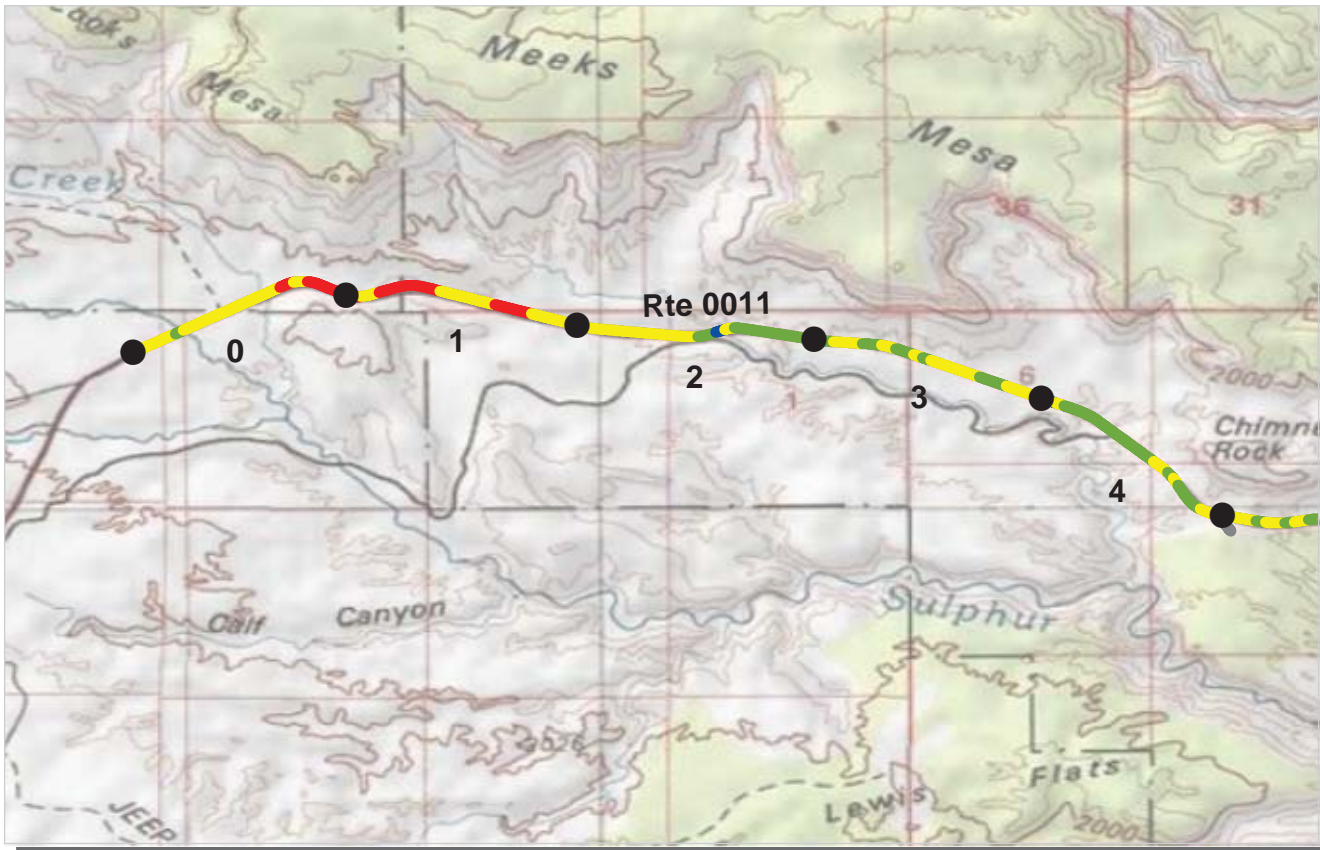 Cooks
Meeks
Mesa
Mesa
Creek
36
31
Rte 0011
0
1
2
3
4
6
1
2000
Chimne
Rock
Sulphur
Calf Canyon
Flats
Lewis
JEEP
2000